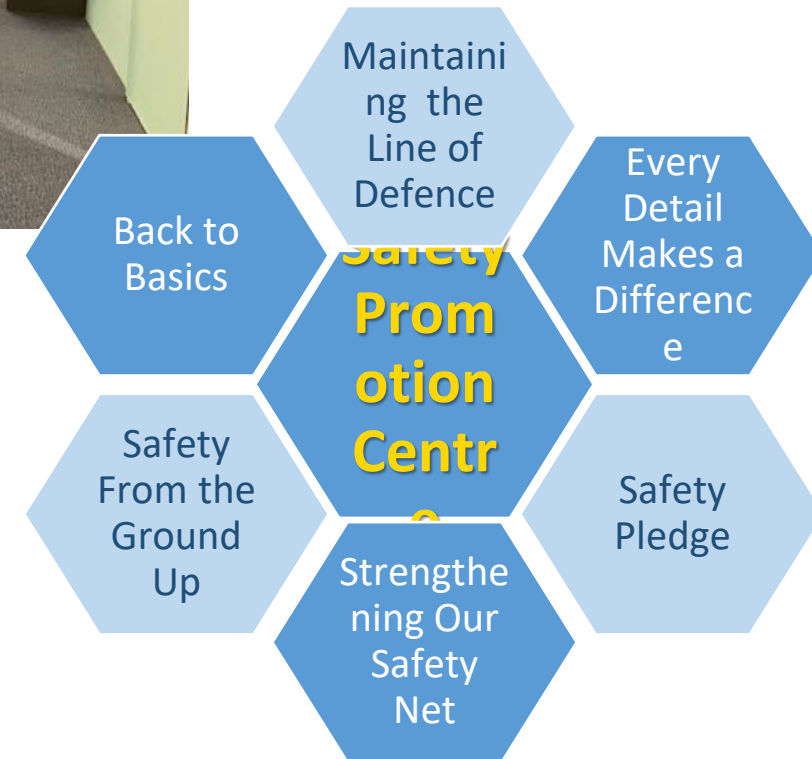 Maintaini
ng the
Line of
Defence
Every
Detail
Makes a
Differenc
e
Back to
Basics
Safety
Prom
otion
Centr
e
Safety
From the
Ground
Up
Safety
Pledge
Strengthe
ning Our
Safety
Net